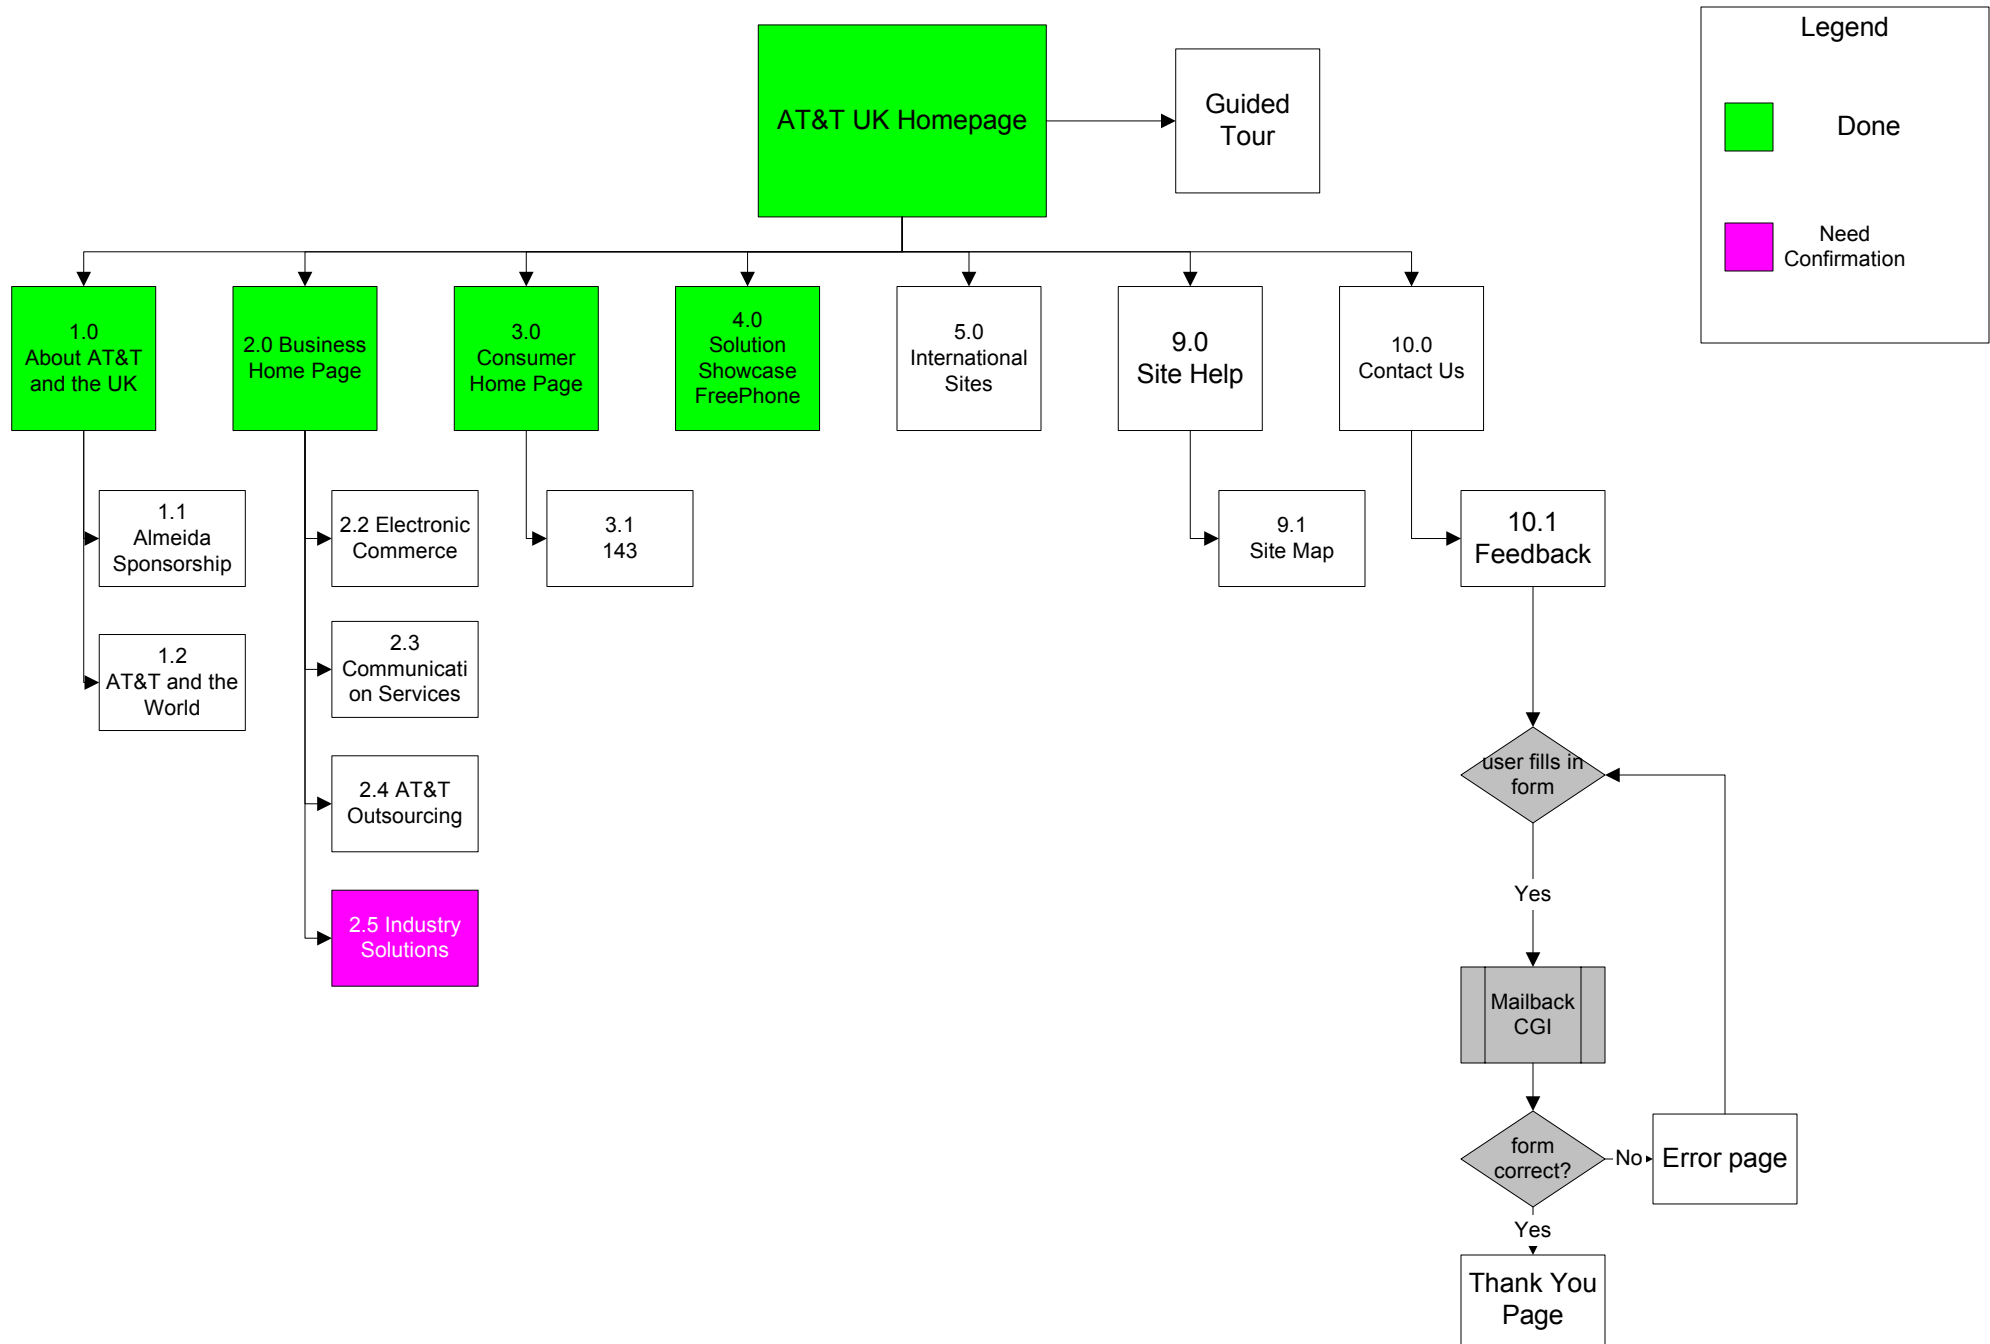 Legend
Done
Need
Confirmation
AT&T UK Homepage
Guided
Tour
1.0
About AT&T
and the UK
2.0 Business
Home Page
3.0
Consumer
Home Page
4.0
Solution
Showcase
FreePhone
5.0
International
Sites
9.0
Site Help
10.0
Contact Us
1.1
Almeida
Sponsorship
1.2
AT&T and the
World
2.2 Electronic
Commerce
2.3
Communicati
on Services
2.4 AT&T
Outsourcing
2.5 Industry
Solutions
3.1
143
9.1
Site Map
10.1
Feedback
user fills in
form
Yes
Mailback
CGI
form
correct?
No
Error page
Yes
Thank You
Page